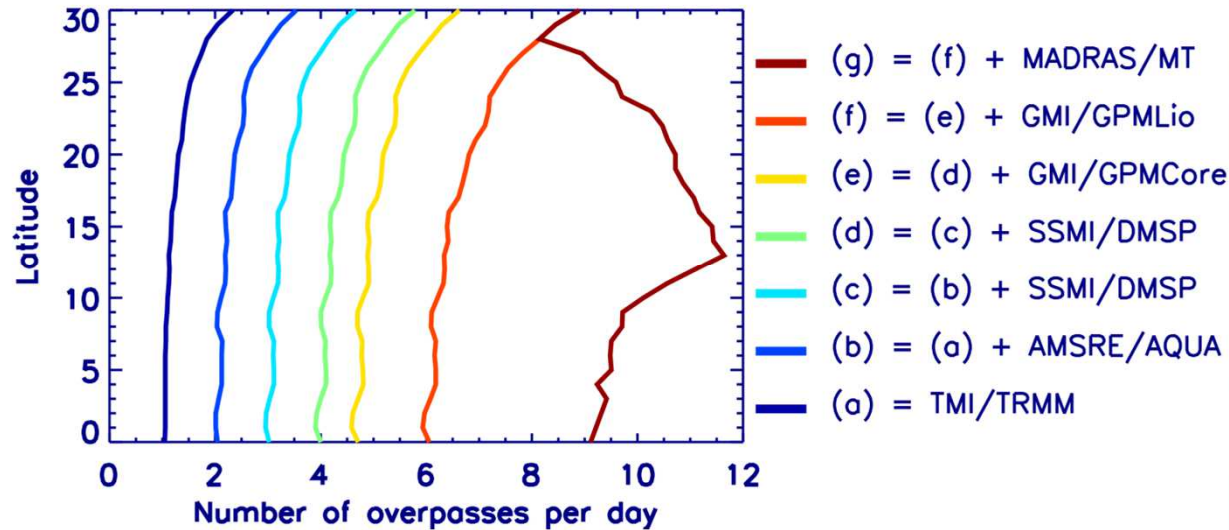 30
25
20
15
10
5
0
Latitude
0 2 4 6 8 10 12
Number of overpasses per day
(g) = (f) + MADRAS/MT
(f) = (e) + GMI/GPMLio
(e) = (d) + GMI/GPMCore
(d) = (c) + SSMI/DMSP
(c) = (b) + SSMI/DMSP
(b) = (a) + AMSRE/AQUA
(a) = TMI/TRMM